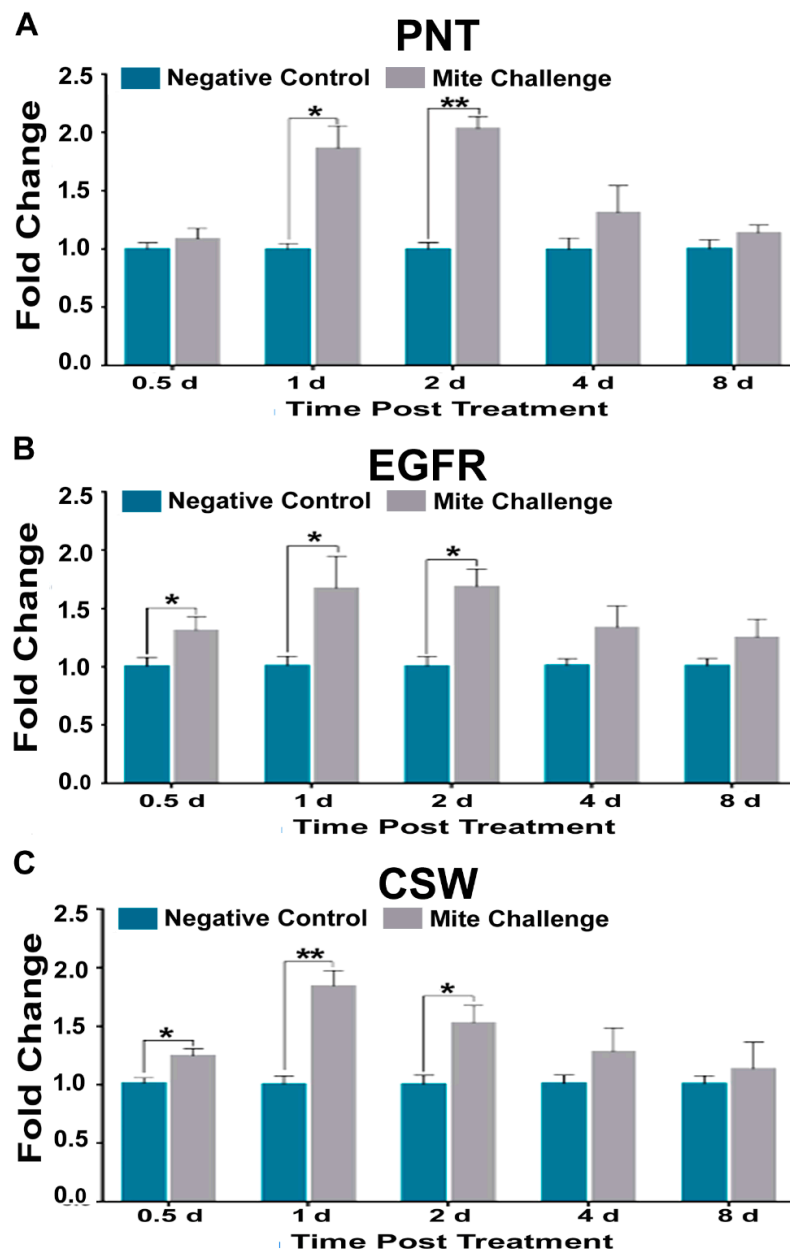 A
PNT
Negative Control Mite Challenge
2.5
2.0
1.5
1.0
0.5
0.0
Fold Change
* **
0.5 d 1 d 2 d 4 d 8 d
Time Post Treatment
B
EGFR
Negative Control Mite Challenge
2.5
2.0
1.5
1.0
0.5
0.0
Fold Change
* * *
0.5 d 1 d 2 d 4 d 8 d
Time Post Treatment
C
CSW
Negative Control Mite Challenge
2.5
2.0
1.5
1.0
0.5
0.0
Fold Change
* ** *
0.5 d 1 d 2 d 4 d 8 d
Time Post Treatment